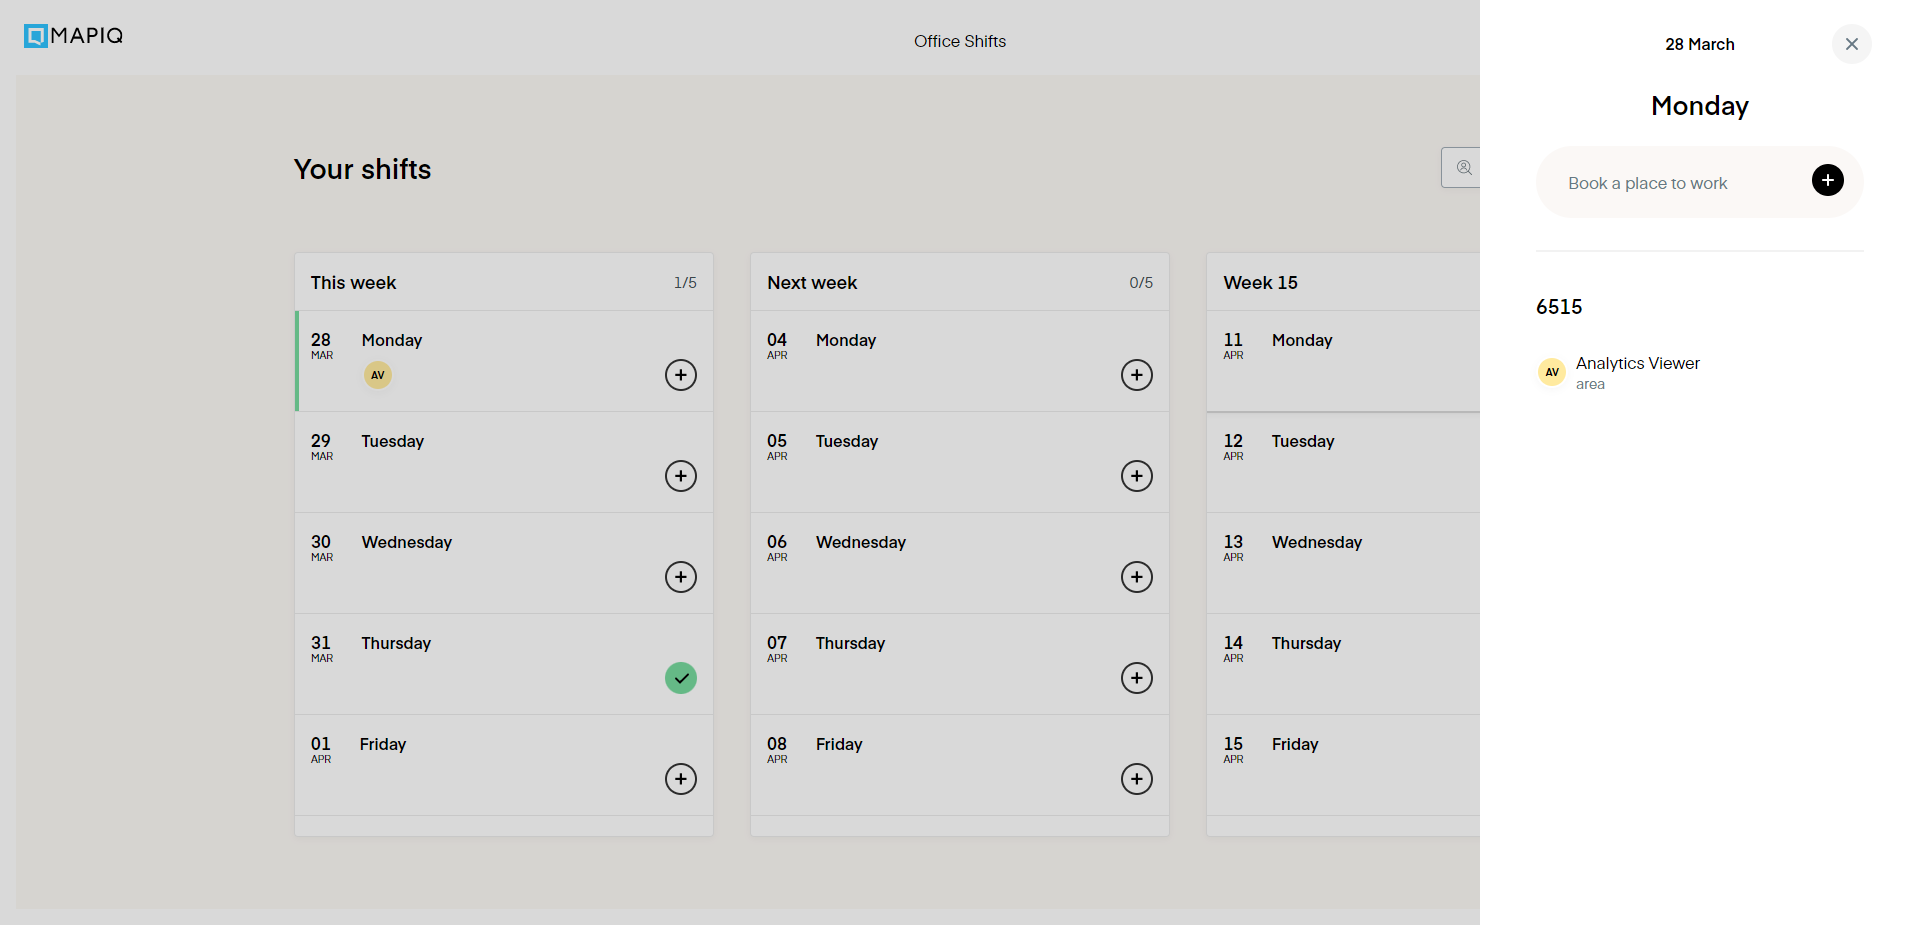 MAPIQ
Office Shifts
Your shifts
This week 1/5
28 Monday
MAR
AV
29 Tuesday
MAR
30 Wednesday
MAR
31 Thursday
MAR
01 Friday
APR
Next week 0/5
04 Monday
APR
05 Tuesday
APR
06 Wednesday
APR
07 Thursday
APR
08 Friday
APR
Week 15
11 Monday
APR
12 Tuesday
APR
13 Wednesday
APR
14 Thursday
APR
15 Friday
APR
28 March
Monday
Book a place to work
6515
AV Analytics Viewer
area